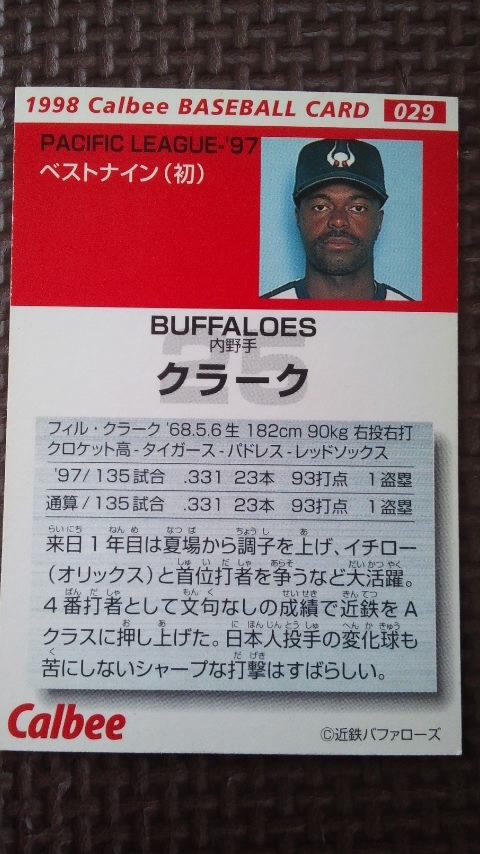 1998 Calbee BASEBALL CARD 029
PACIFIC LEAGUE-'97
ベストナイン（初）
BUFFALOES
25
内野手
クラーク
フィル・クラーク '68.5.6生 182cm 90kg 右投右打
クロケット高 - タイガース - パドレス - レッドソックス
'97/135試合 .331 23本 93打点 1盗塁
通算/135試合 .331 23本 93打点 1盗塁
来日1年目は夏場から調子を上げ、イチロー
（オリックス）と首位打者を争うなど大活躍。
4番打者として文句なしの成績で近鉄をA
クラスに押し上げた。日本人投手の変化球も
苦にしないシャープな打撃はすばらしい。
Calbee
©近鉄バファローズ